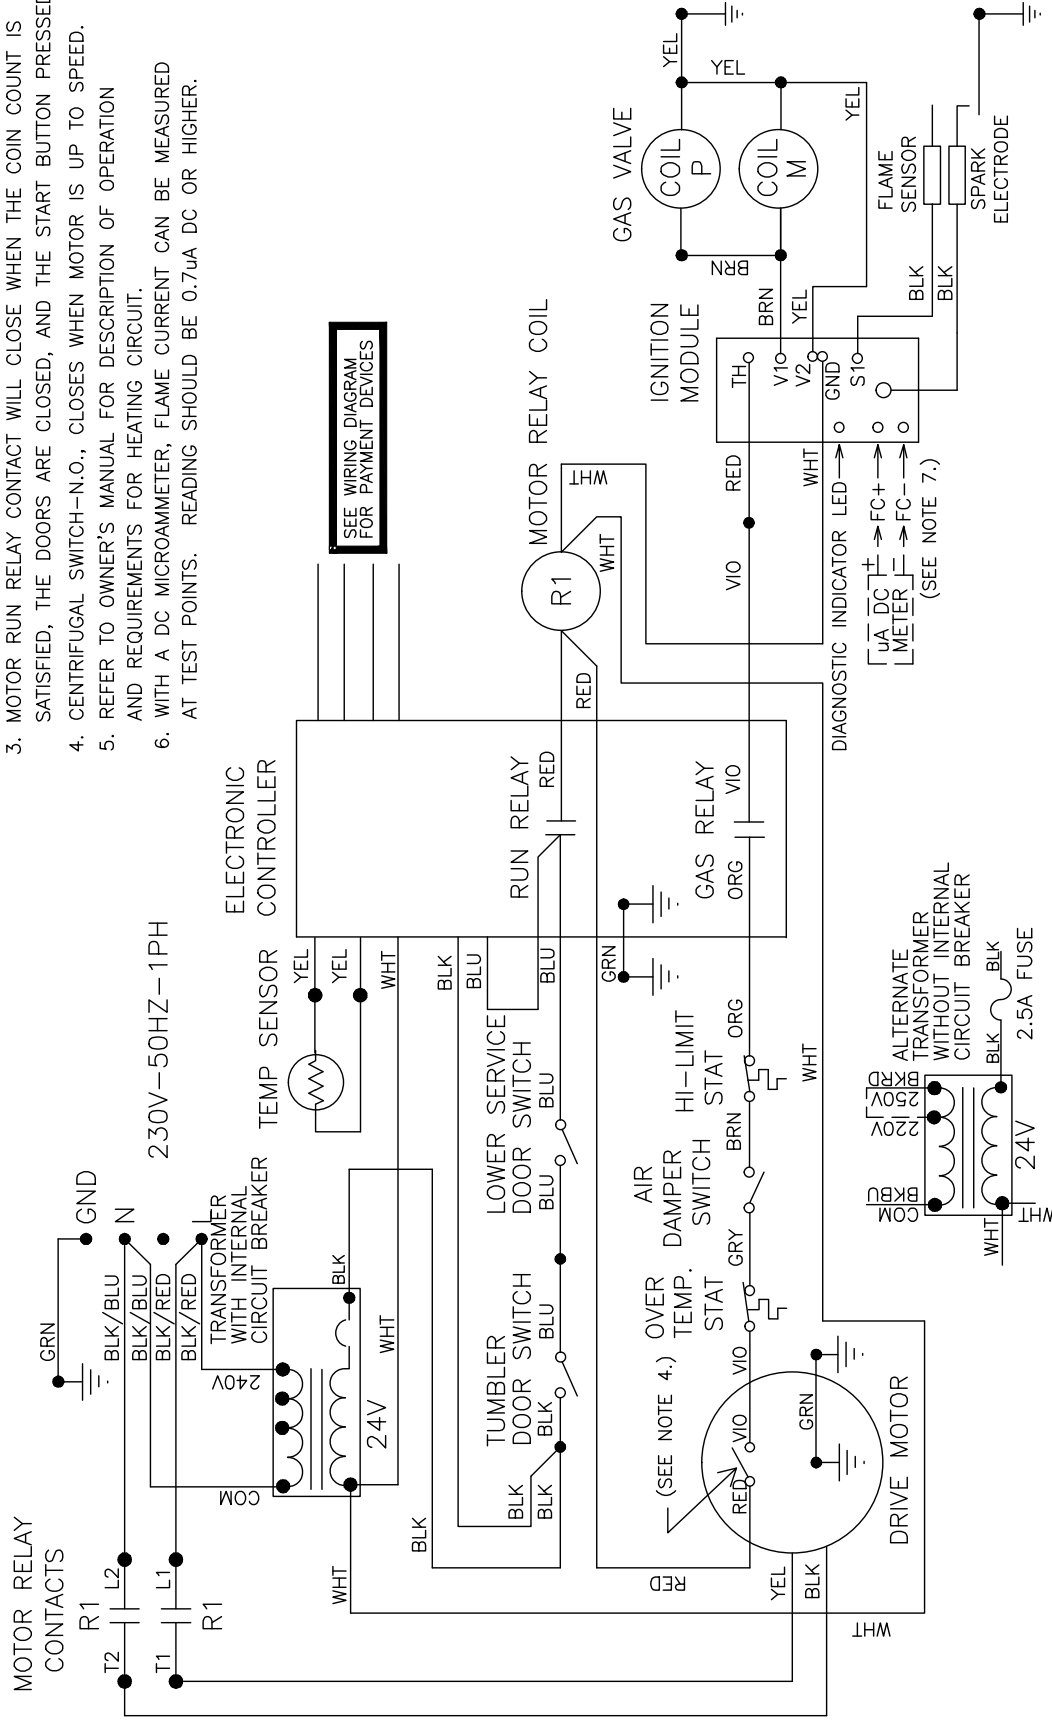 3. MOTOR RUN RELAY CONTACT WILL CLOSE WHEN THE COIN COUNT IS
SATISFIED, THE DOORS ARE CLOSED, AND THE START BUTTON PRESSED
4. CENTRIFUGAL SWITCH-N.O., CLOSES WHEN MOTOR IS UP TO SPEED.
5. REFER TO OWNER'S MANUAL FOR DESCRIPTION OF OPERATION
AND REQUIREMENTS FOR HEATING CIRCUIT.
6. WITH A DC MICROAMMETER, FLAME CURRENT CAN BE MEASURED
AT TEST POINTS. READING SHOULD BE 0.7uA DC OR HIGHER.
SEE WIRING DIAGRAM
FOR PAYMENT DEVICES
230V-50HZ-1PH
MOTOR RELAY
CONTACTS
R1
T2
L2
T1
L1
R1
GRN
GND
N
L
BLK/BLU
BLK/BLU
BLK/RED
BLK/RED
TRANSFORMER
WITH INTERNAL
CIRCUIT BREAKER
240V
COM
24V
BLK
WHT
WHT
BLK
TEMP SENSOR
YEL
YEL
WHT
ELECTRONIC
CONTROLLER
BLK
BLU
BLU
TUMBLER
DOOR SWITCH
BLK
BLK
BLK
BLU
LOWER SERVICE
DOOR SWITCH
BLU
BLU
RUN RELAY
RED
RED
R1
MOTOR RELAY COIL
WHT
WHT
GRN
GAS RELAY
ORG
VIO
VIO
RED
OVER
TEMP.
STAT
VIO
GRY
AIR
DAMPER
SWITCH
BRN
HI-LIMIT
STAT
ORG
WHT
(SEE NOTE 4.)
RED
RED
VIO
GRN
DRIVE MOTOR
YEL
BLK
WHT
ALTERNATE
TRANSFORMER
WITHOUT INTERNAL
CIRCUIT BREAKER
COM
BKBU
220V
250V
BKRD
24V
WHT
WHT
BLK
BLK
2.5A FUSE
IGNITION
MODULE
TH
V1
V2
GND
S1
WHT
DIAGNOSTIC INDICATOR LED
uA DC
METER
+
-
FC+
FC-
(SEE NOTE 7.)
GAS VALVE
COIL
P
COIL
M
BRN
BRN
YEL
YEL
YEL
YEL
FLAME
SENSOR
SPARK
ELECTRODE
BLK
BLK